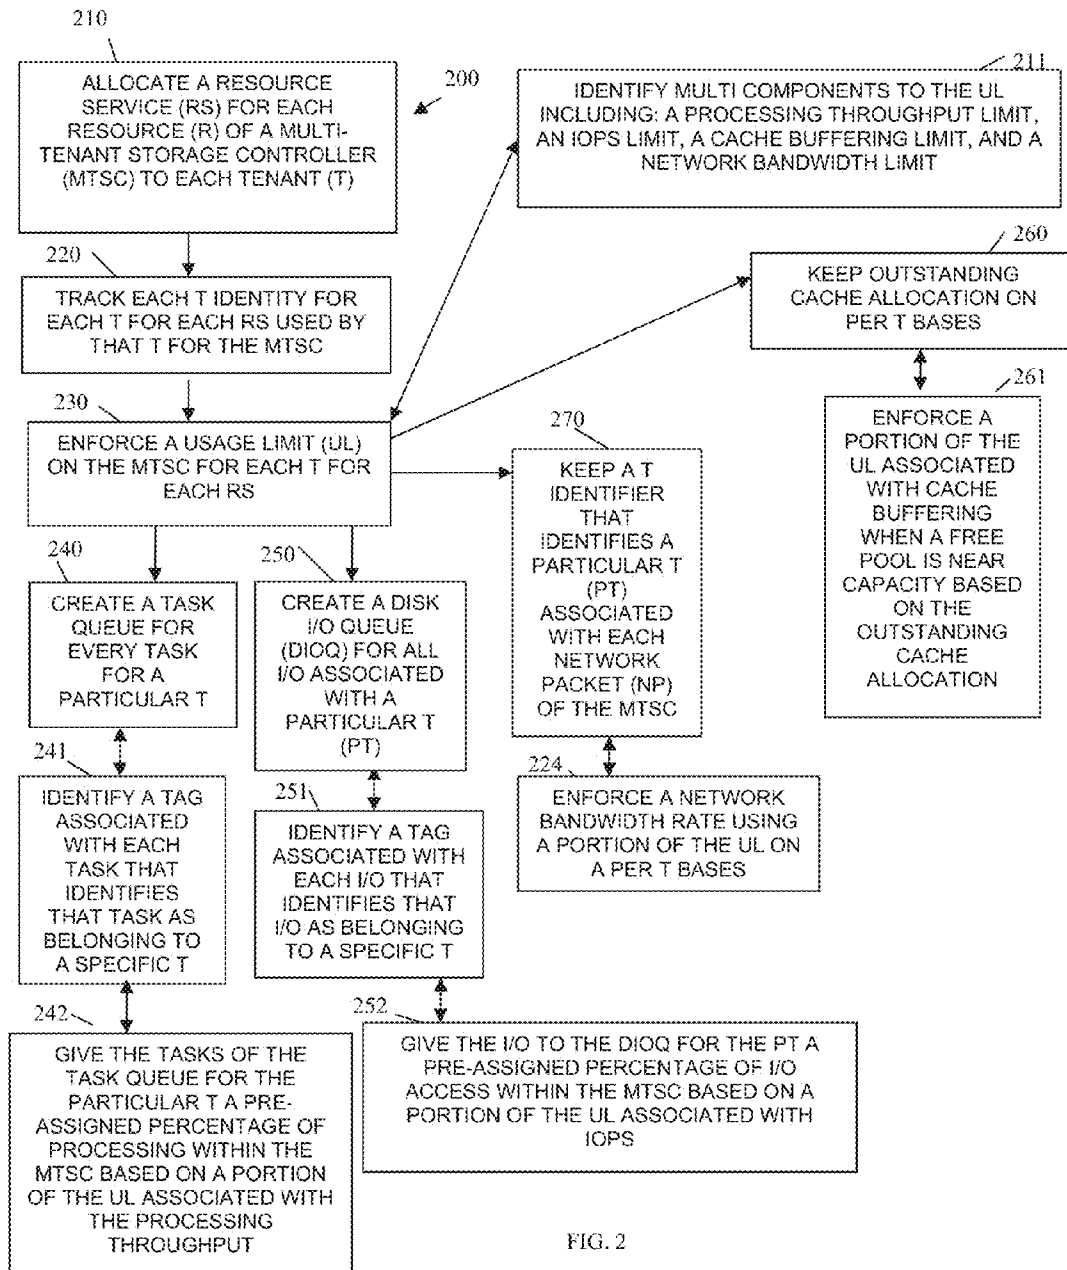 210
ALLOCATE A RESOURCE
SERVICE (RS) FOR EACH
RESOURCE (R) OF A MULTI-
TENANT STORAGE CONTROLLER
(MTSC) TO EACH TENANT (T)
200
211
IDENTIFY MULTI COMPONENTS TO THE UL
INCLUDING: A PROCESSING THROUGHPUT LIMIT,
AN IOPS LIMIT, A CACHE BUFFERING LIMIT, AND A
NETWORK BANDWIDTH LIMIT
220
TRACK EACH T IDENTITY FOR
EACH T FOR EACH RS USED BY
THAT T FOR THE MTSC
260
KEEP OUTSTANDING
CACHE ALLOCATION ON
PER T BASES
230
ENFORCE A USAGE LIMIT (UL)
ON THE MTSC FOR EACH T FOR
EACH RS
261
ENFORCE A
PORTION OF THE
UL ASSOCIATED
WITH CACHE
BUFFERING
WHEN A FREE
POOL IS NEAR
CAPACITY BASED
ON THE
OUTSTANDING
CACHE
ALLOCATION
270
KEEP A T
IDENTIFIER
THAT
IDENTIFIES A
PARTICULAR T
(PT)
ASSOCIATED
WITH EACH
NETWORK
PACKET (NP)
OF THE MTSC
240
CREATE A TASK
QUEUE FOR
EVERY TASK
FOR A
PARTICULAR T
250
CREATE A DISK
I/O QUEUE
(DIOQ) FOR ALL
I/O ASSOCIATED
WITH A
PARTICULAR T
(PT)
241
IDENTIFY A TAG
ASSOCIATED
WITH EACH
TASK THAT
IDENTIFIES
THAT TASK AS
BELONGING TO
A SPECIFIC T
251
IDENTIFY A TAG
ASSOCIATED WITH
EACH I/O THAT
IDENTIFIES THAT
I/O AS BELONGING
TO A SPECIFIC T
224
ENFORCE A NETWORK
BANDWIDTH RATE USING
A PORTION OF THE UL ON
A PER T BASES
242
GIVE THE TASKS OF THE
TASK QUEUE FOR THE
PARTICULAR T A PRE-
ASSIGNED PERCENTAGE OF
PROCESSING WITHIN THE
MTSC BASED ON A PORTION
OF THE UL ASSOCIATED WITH
THE PROCESSING
THROUGHPUT
252
GIVE THE I/O TO THE DIOQ FOR THE PT A
PRE-ASSIGNED PERCENTAGE OF I/O
ACCESS WITHIN THE MTSC BASED ON A
PORTION OF THE UL ASSOCIATED WITH
IOPS
FIG. 2